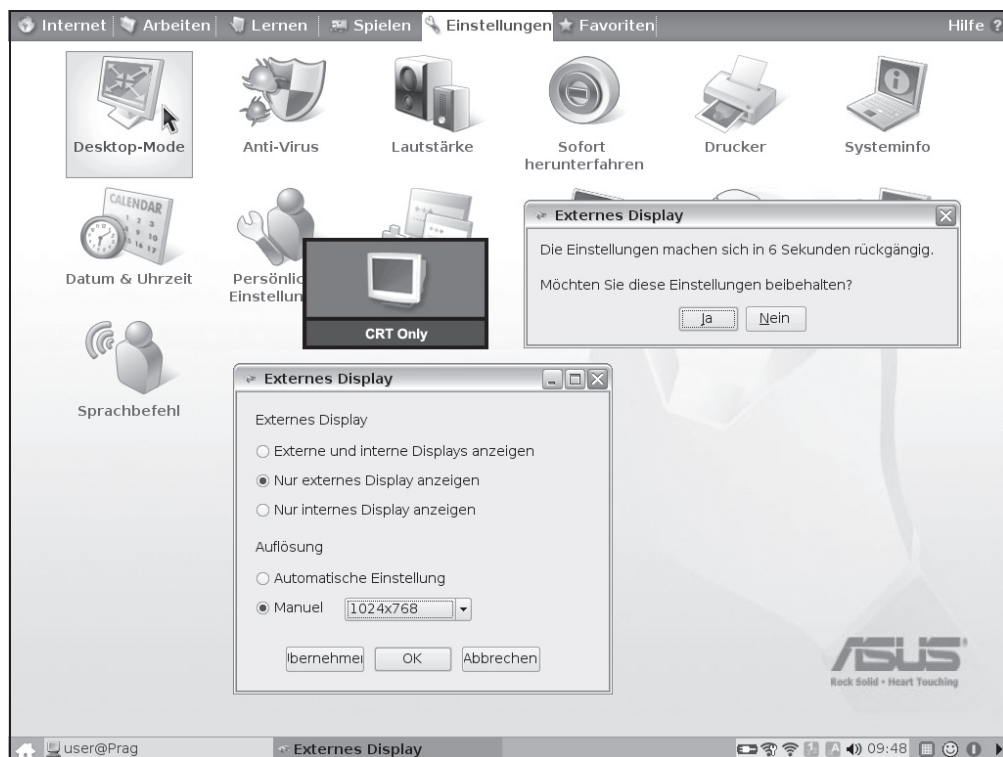 Internet
Arbeiten
Lernen
Spielen
Einstellungen
Favoriten
Hilfe ?
Desktop-Mode
Anti-Virus
Lautstärke
Sofort
herunterfahren
Drucker
Systeminfo
CALENDAR
Datum & Uhrzeit
Persönlic
Einstellun
Sprachbefehl
CRT Only
Externes Display
Die Einstellungen machen sich in 6 Sekunden rückgängig.
Möchten Sie diese Einstellungen beibehalten?
Ja
Nein
Externes Display
Externes Display
Externe und interne Displays anzeigen
Nur externes Display anzeigen
Nur internes Display anzeigen
Auflösung
Automatische Einstellung
Manuel 1024x768
bernehme
OK
Abbrechen
ASUS
Rock Solid • Heart Touching
user@Prag
Externes Display
A
09:48